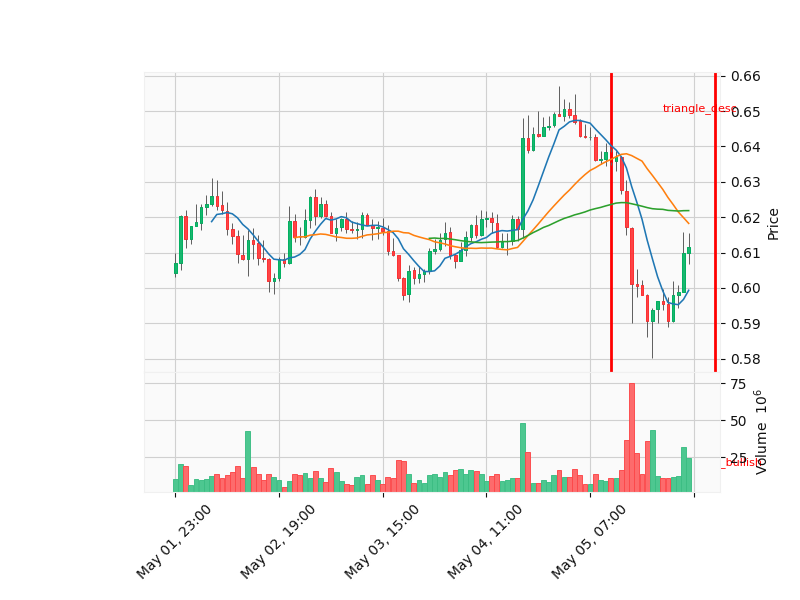 0.66
0.65
0.64
0.63
0.62
0.61
0.60
0.59
0.58
Price
triangle_desc
75
50
25
Volume 10^6
_bullish
May 01, 23:00
May 02, 19:00
May 03, 15:00
May 04, 11:00
May 05, 07:00